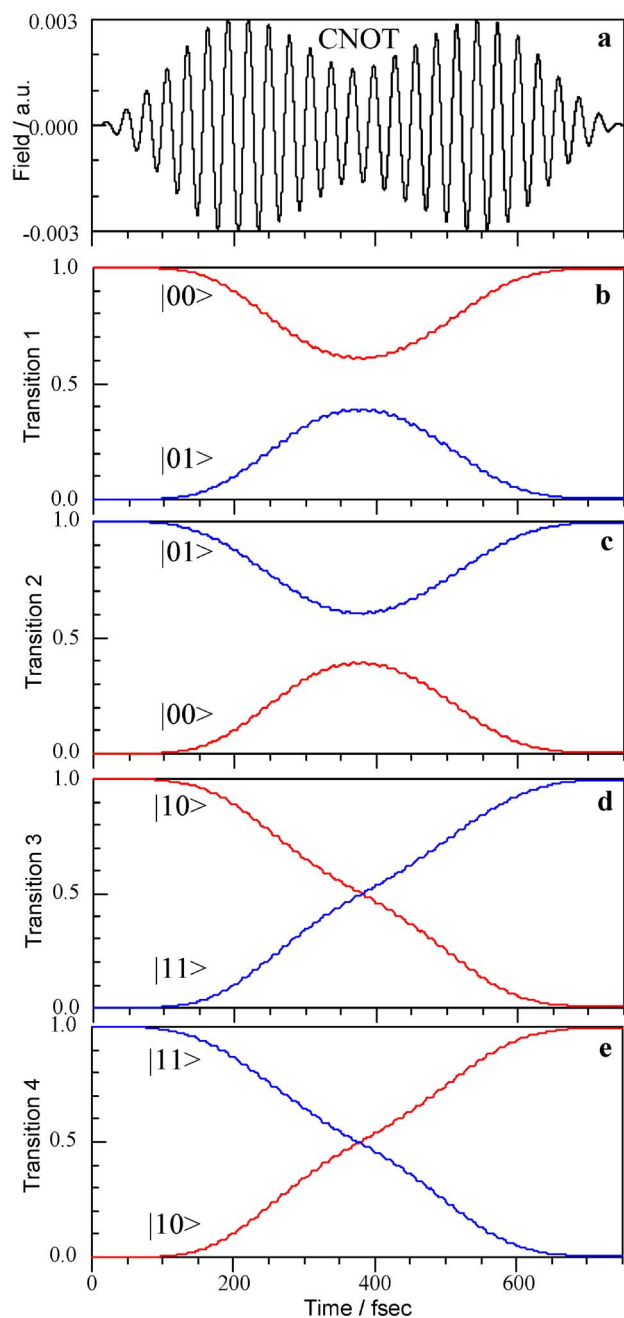 0.003
CNOT
a
0.000
-0.003
Field / a.u.
1.0
|00>
b
0.5
Transition 1
|01>
0.0
1.0
|01>
c
0.5
Transition 2
|00>
0.0
1.0
|10>
d
0.5
Transition 3
|11>
0.0
1.0
|11>
e
0.5
Transition 4
|10>
0.0
0 200 400 600
Time / fsec